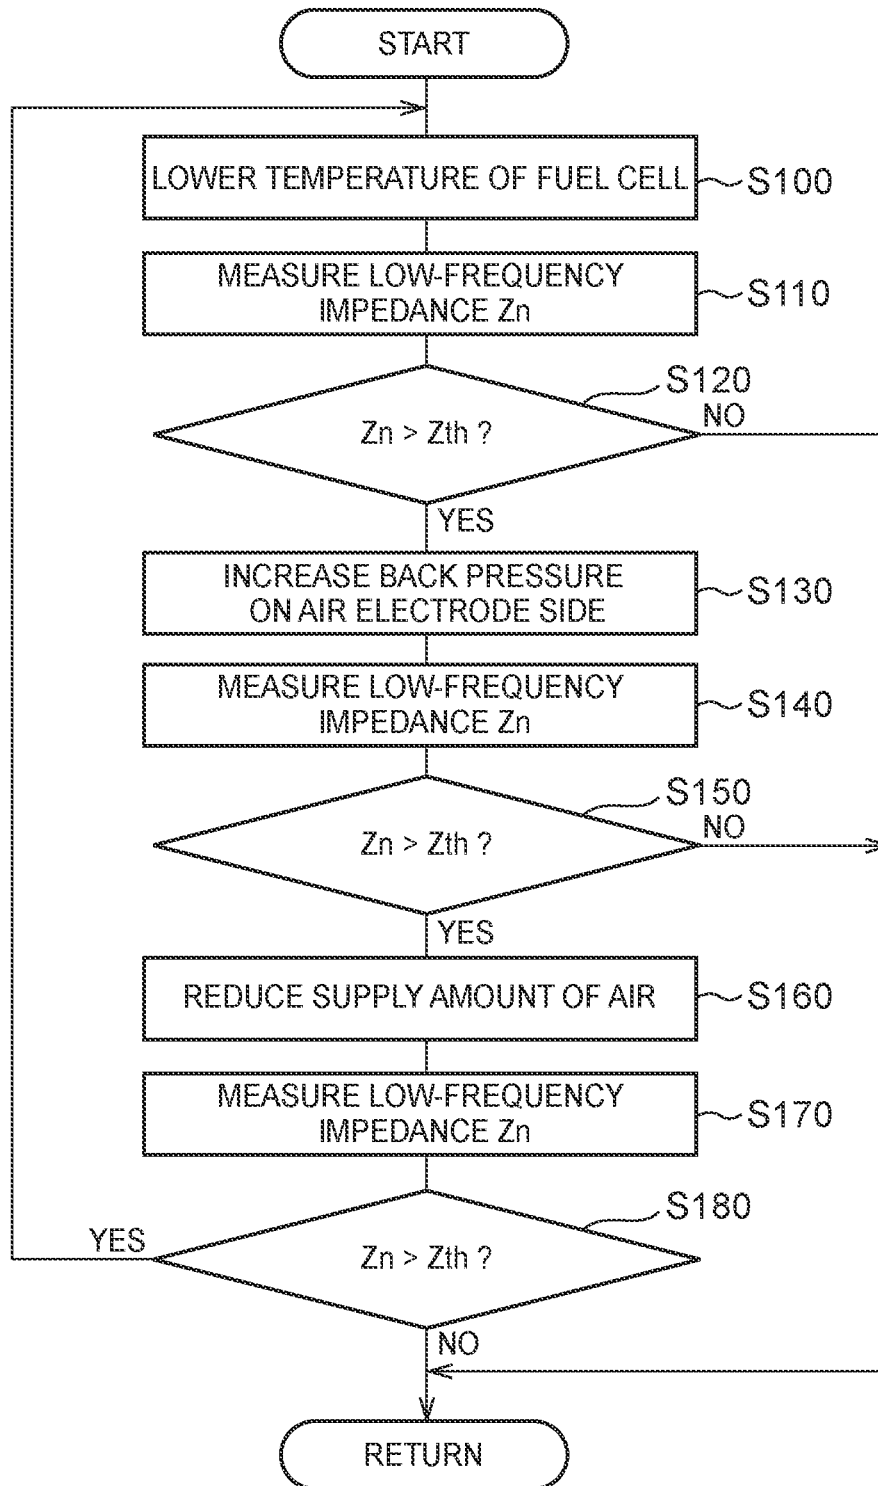 START
LOWER TEMPERATURE OF FUEL CELL
S100
MEASURE LOW-FREQUENCY
IMPEDANCE Zn
S110
S120
Zn > Zth ?
NO
YES
INCREASE BACK PRESSURE
ON AIR ELECTRODE SIDE
S130
MEASURE LOW-FREQUENCY
IMPEDANCE Zn
S140
S150
Zn > Zth ?
NO
YES
REDUCE SUPPLY AMOUNT OF AIR
S160
MEASURE LOW-FREQUENCY
IMPEDANCE Zn
S170
S180
YES
Zn > Zth ?
NO
RETURN